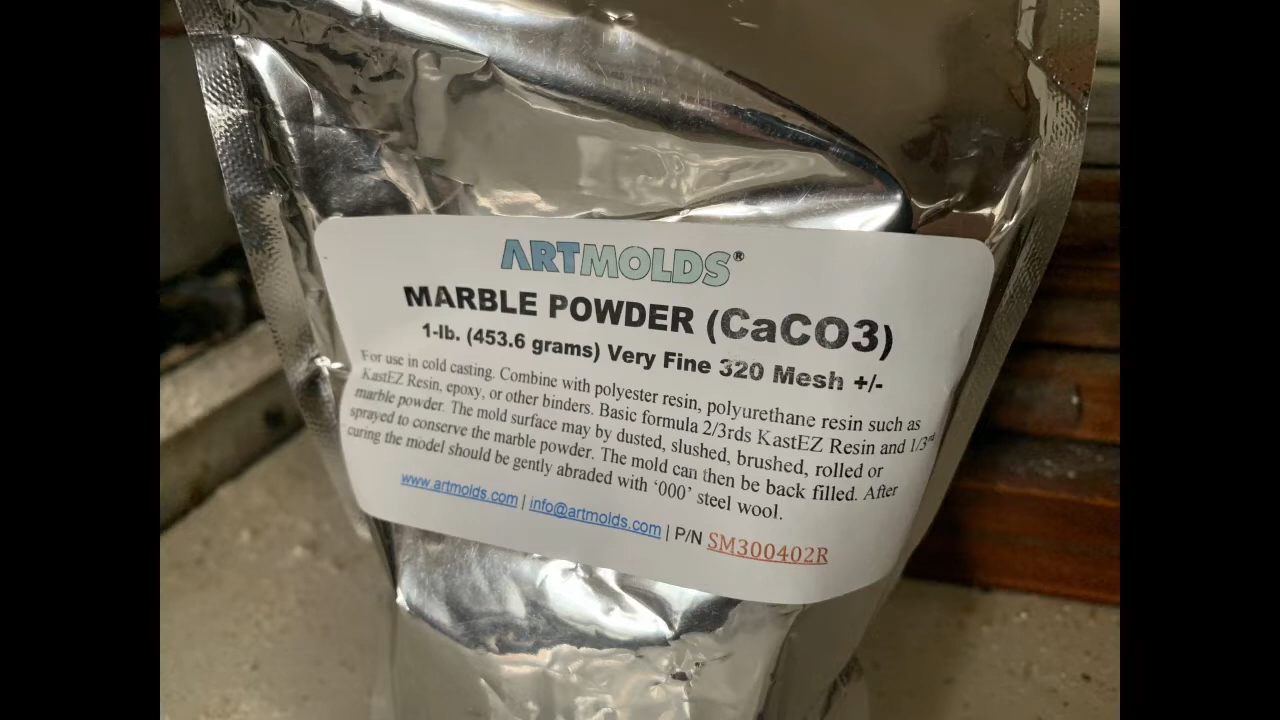 ARTMOLDS®
MARBLE POWDER (CaCO3)
1-lb. (453.6 grams) Very Fine 320 Mesh +/-
For use in cold casting. Combine with polyester resin, polyurethane resin such as
KastEZ Resin, epoxy, or other binders. Basic formula 2/3rds KastEZ Resin and 1/3rd
marble powder. The mold surface may by dusted, slushed, brushed, rolled or
sprayed to conserve the marble powder. The mold can then be back filled. After
curing the model should be gently abraded with ‘000’ steel wool.
www.artmolds.com | info@artmolds.com | P/N SM300402R